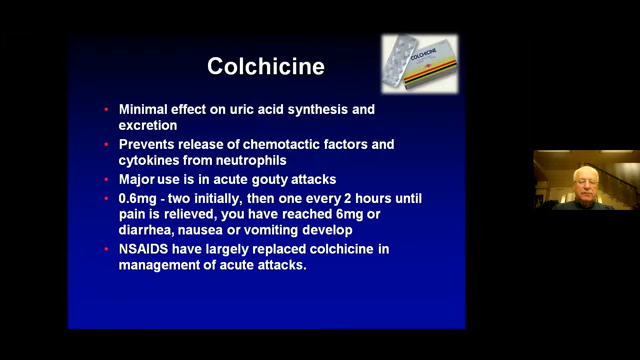 Colchicine
COLCHICINE
• Minimal effect on uric acid synthesis and
excretion
• Prevents release of chemotactic factors and
cytokines from neutrophils
• Major use is in acute gouty attacks
• 0.6mg - two initially, then one every 2 hours until
pain is relieved, you have reached 6mg or
diarrhea, nausea or vomiting develop
• NSAIDS have largely replaced colchicine in
management of acute attacks.